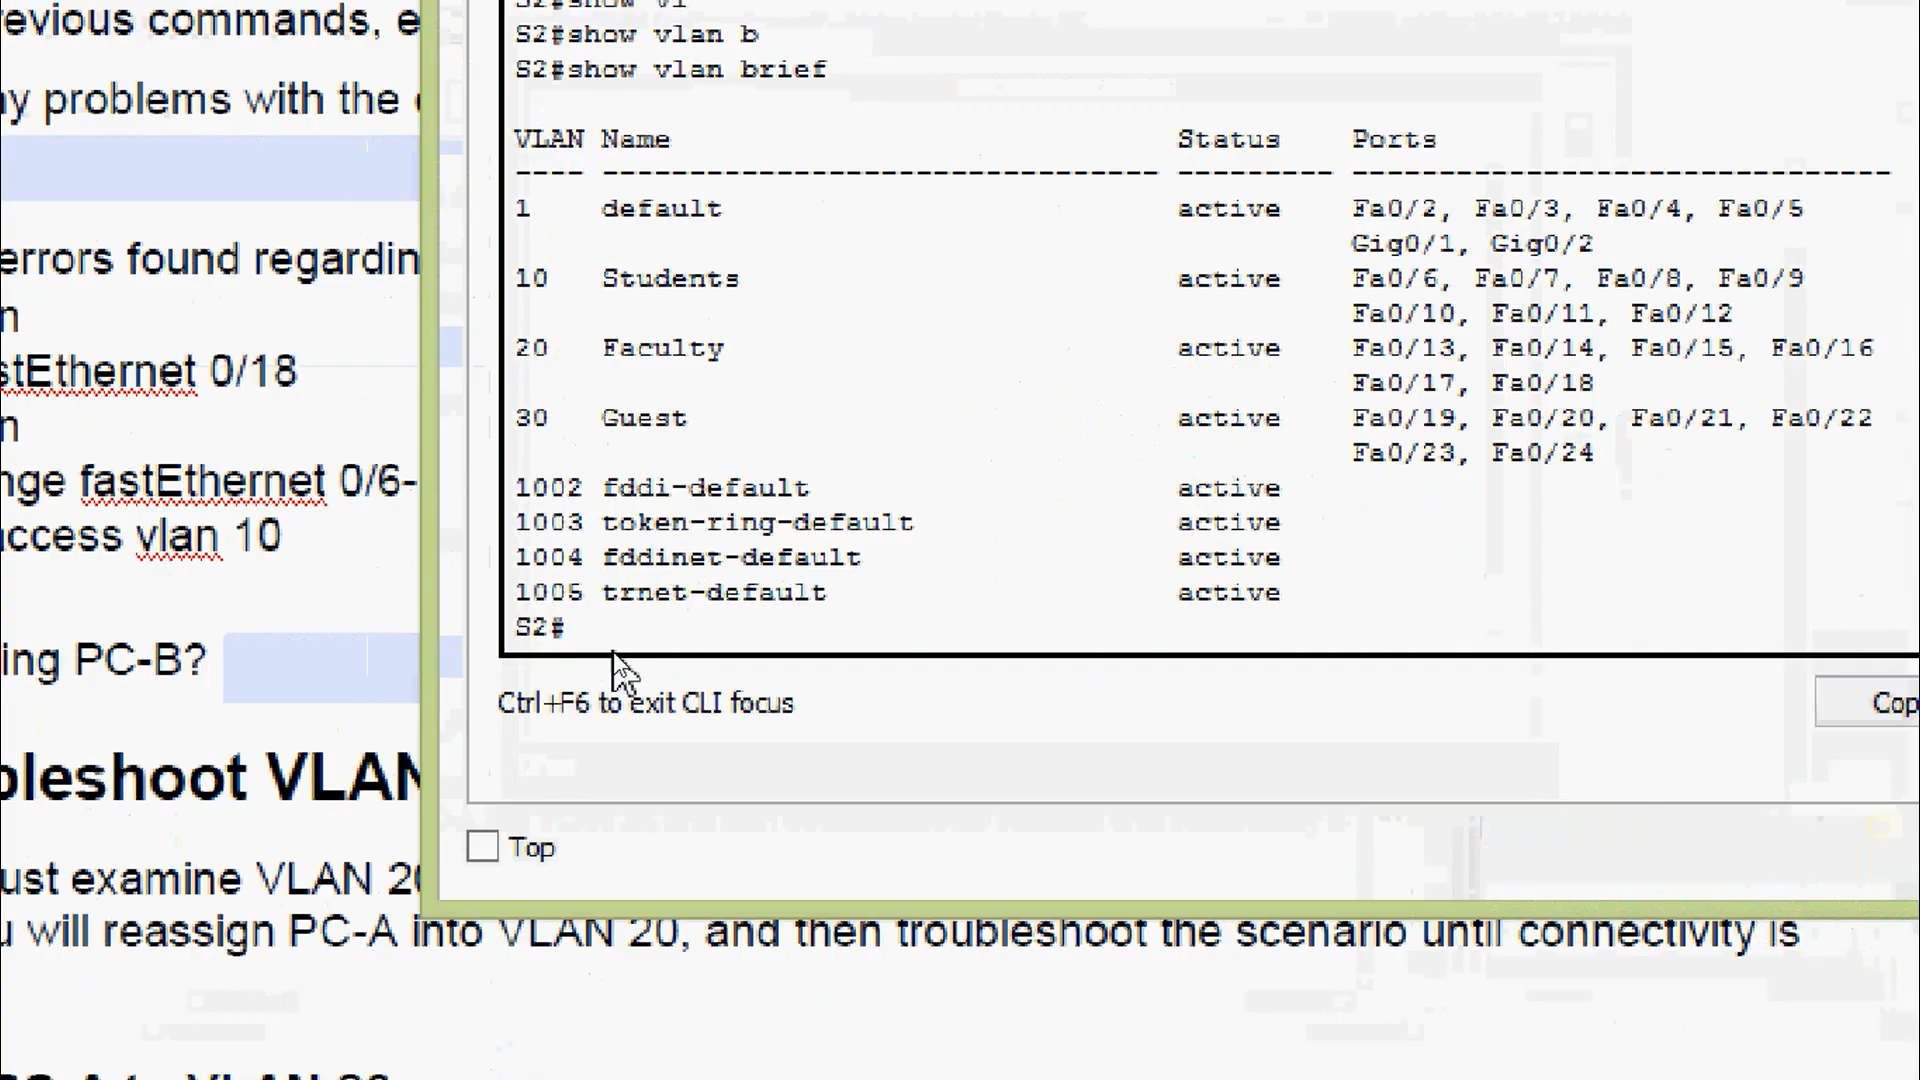 evious commands, e
ny problems with the
errors found regardin
n
stEthernet 0/18
n
nge fastEthernet 0/6-
access vlan 10
ing PC-B?
bleshoot VLAN
ust examine VLAN 20
u will reassign PC-A into VLAN 20, and then troubleshoot the scenario until connectivity is
S2#show vl
S2#show vlan b
S2#show vlan brief
VLAN Name Status Ports
---- -------------------------------- --------- -------------------------------
1 default active Fa0/2, Fa0/3, Fa0/4, Fa0/5
Gig0/1, Gig0/2
10 Students active Fa0/6, Fa0/7, Fa0/8, Fa0/9
Fa0/10, Fa0/11, Fa0/12
20 Faculty active Fa0/13, Fa0/14, Fa0/15, Fa0/16
Fa0/17, Fa0/18
30 Guest active Fa0/19, Fa0/20, Fa0/21, Fa0/22
Fa0/23, Fa0/24
1002 fddi-default active
1003 token-ring-default active
1004 fddinet-default active
1005 trnet-default active
S2#
Ctrl+F6 to exit CLI focus
Cop
Top